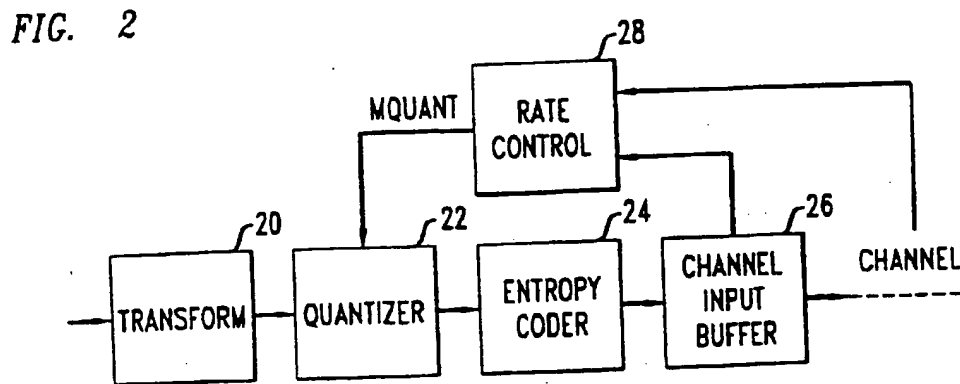 FIG. 2
28
RATE
CONTROL
MQUANT
20
TRANSFORM
22
QUANTIZER
24
ENTROPY
CODER
26
CHANNEL
INPUT
BUFFER
CHANNEL